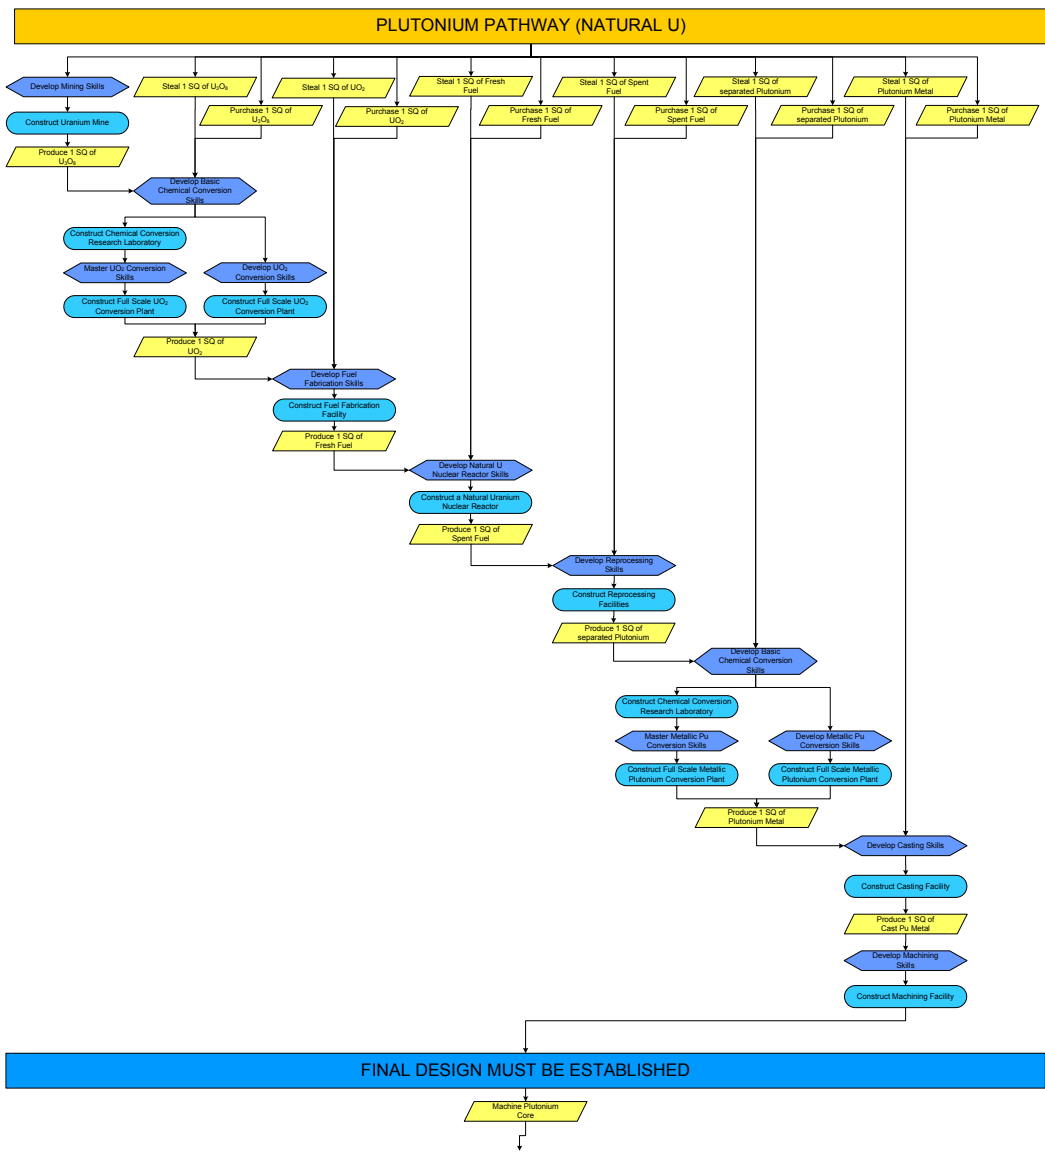 PLUTONIUM PATHWAY (NATURAL U)
Develop Mining Skills
Steal 1 SQ of U₃O₈
Steal 1 SQ of UO₂
Steal 1 SQ of Fresh
Fuel
Steal 1 SQ of Spent
Fuel
Steal 1 SQ of
separated Plutonium
Steal 1 SQ of
Plutonium Metal
Construct Uranium Mine
Purchase 1 SQ of
U₃O₈
Purchase 1 SQ of
UO₂
Purchase 1 SQ of
Fresh Fuel
Purchase 1 SQ of
Spent Fuel
Purchase 1 SQ of
separated Plutonium
Purchase 1 SQ of
Plutonium Metal
Produce 1 SQ of
U₃O₈
Develop Basic
Chemical Conversion
Skills
Construct Chemical Conversion
Research Laboratory
Master UO₂ Conversion
Skills
Develop UO₂
Conversion Skills
Construct Full Scale UO₂
Conversion Plant
Construct Full Scale UO₂
Conversion Plant
Produce 1 SQ of
UO₂
Develop Fuel
Fabrication Skills
Construct Fuel Fabrication
Facility
Produce 1 SQ of
Fresh Fuel
Develop Natural U
Nuclear Reactor Skills
Construct a Natural Uranium
Nuclear Reactor
Produce 1 SQ of
Spent Fuel
Develop Reprocessing
Skills
Construct Reprocessing
Facilities
Produce 1 SQ of
separated Plutonium
Develop Basic
Chemical Conversion
Skills
Construct Chemical Conversion
Research Laboratory
Master Metallic Pu
Conversion Skills
Develop Metallic Pu
Conversion Skills
Construct Full Scale Metallic
Plutonium Conversion Plant
Construct Full Scale Metallic
Plutonium Conversion Plant
Produce 1 SQ of
Plutonium Metal
Develop Casting Skills
Construct Casting Facility
Produce 1 SQ of
Cast Pu Metal
Develop Machining
Skills
Construct Machining Facility
FINAL DESIGN MUST BE ESTABLISHED
Machine Plutonium
Core